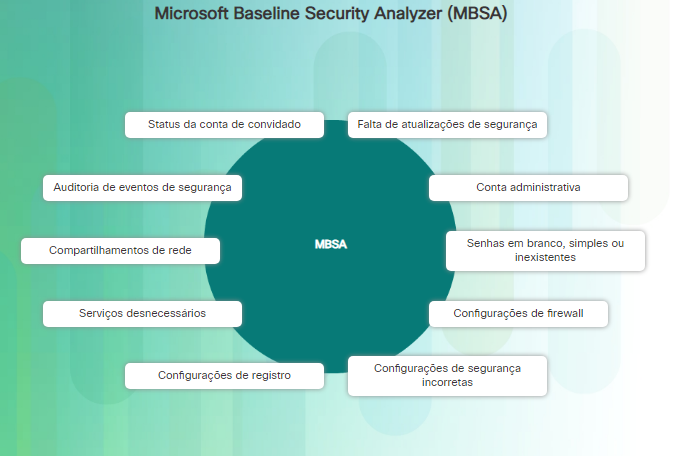 Microsoft Baseline Security Analyzer (MBSA)
Status da conta de convidado
Falta de atualizações de segurança
Auditoria de eventos de segurança
Conta administrativa
Compartilhamentos de rede
MBSA
Senhas em branco, simples ou
inexistentes
Serviços desnecessários
Configurações de firewall
Configurações de registro
Configurações de segurança
incorretas